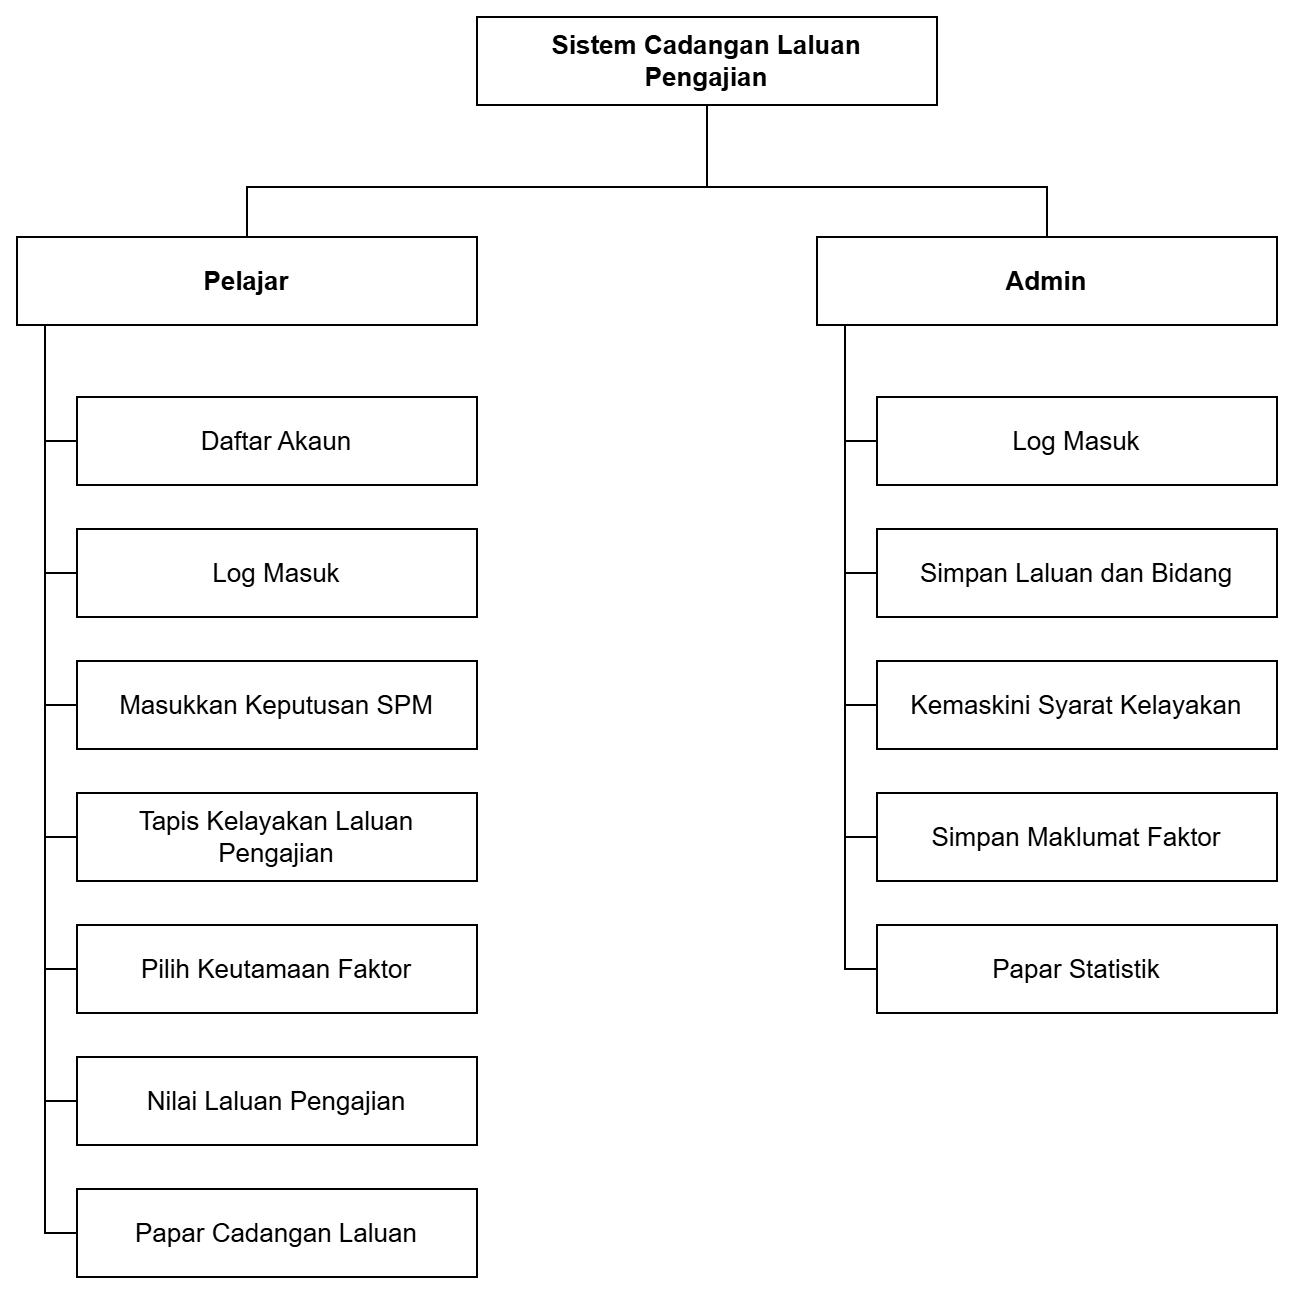 Sistem Cadangan Laluan
Pengajian
Pelajar
Daftar Akaun
Log Masuk
Masukkan Keputusan SPM
Tapis Kelayakan Laluan
Pengajian
Pilih Keutamaan Faktor
Nilai Laluan Pengajian
Papar Cadangan Laluan
Admin
Log Masuk
Simpan Laluan dan Bidang
Kemaskini Syarat Kelayakan
Simpan Maklumat Faktor
Papar Statistik